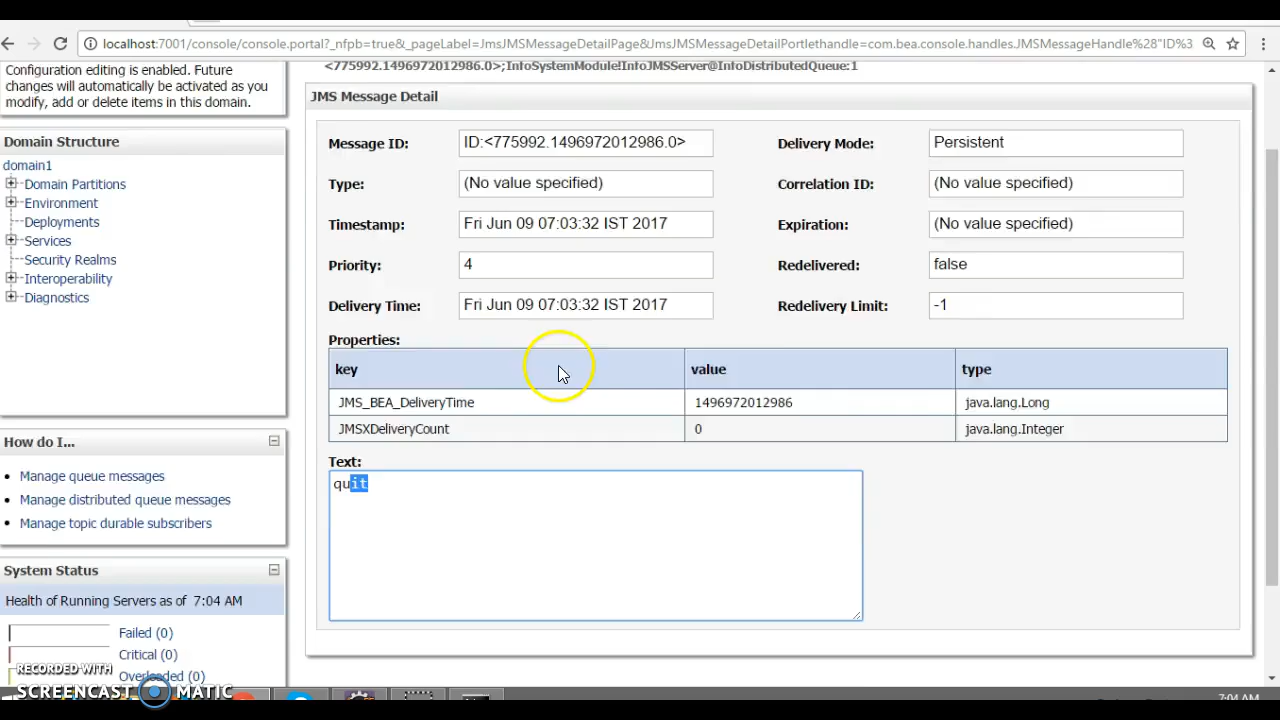 localhost:7001/console/console.portal?_nfpb=true&_pageLabel=JmsJMSMessageDetailPage&JmsJMSMessageDetailPortlethandle=com.bea.console.handles.JMSMessageHandle%28"ID%3
Configuration editing is enabled. Future
changes will automatically be activated as you
modify, add or delete items in this domain.
<775992.1496972012986.0>;InfoSystemModule!InfoJMSServer@InfoDistributedQueue:1
JMS Message Detail
Message ID: ID:<775992.1496972012986.0> Delivery Mode: Persistent
Type: (No value specified) Correlation ID: (No value specified)
Timestamp: Fri Jun 09 07:03:32 IST 2017 Expiration: (No value specified)
Priority: 4 Redelivered: false
Delivery Time: Fri Jun 09 07:03:32 IST 2017 Redelivery Limit: -1
Properties:
key value type
JMS_BEA_DeliveryTime 1496972012986 java.lang.Long
JMSXDeliveryCount 0 java.lang.Integer
Text:
quit
Domain Structure
domain1
Domain Partitions
Environment
Deployments
Services
Security Realms
Interoperability
Diagnostics
How do I...
Manage queue messages
Manage distributed queue messages
Manage topic durable subscribers
System Status
Health of Running Servers as of 7:04 AM
Failed (0)
Critical (0)
Overloaded (0)
RECORDED WITH
SCREENCAST MATIC
7:04 AM